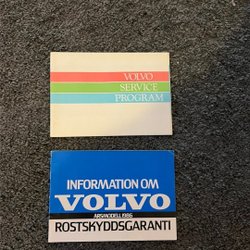 VOLVO
SERVICE
PROGRAM
INFORMATION OM
VOLVO
ÅRSMODELL 1986
ROSTSKYDDSGARANTI